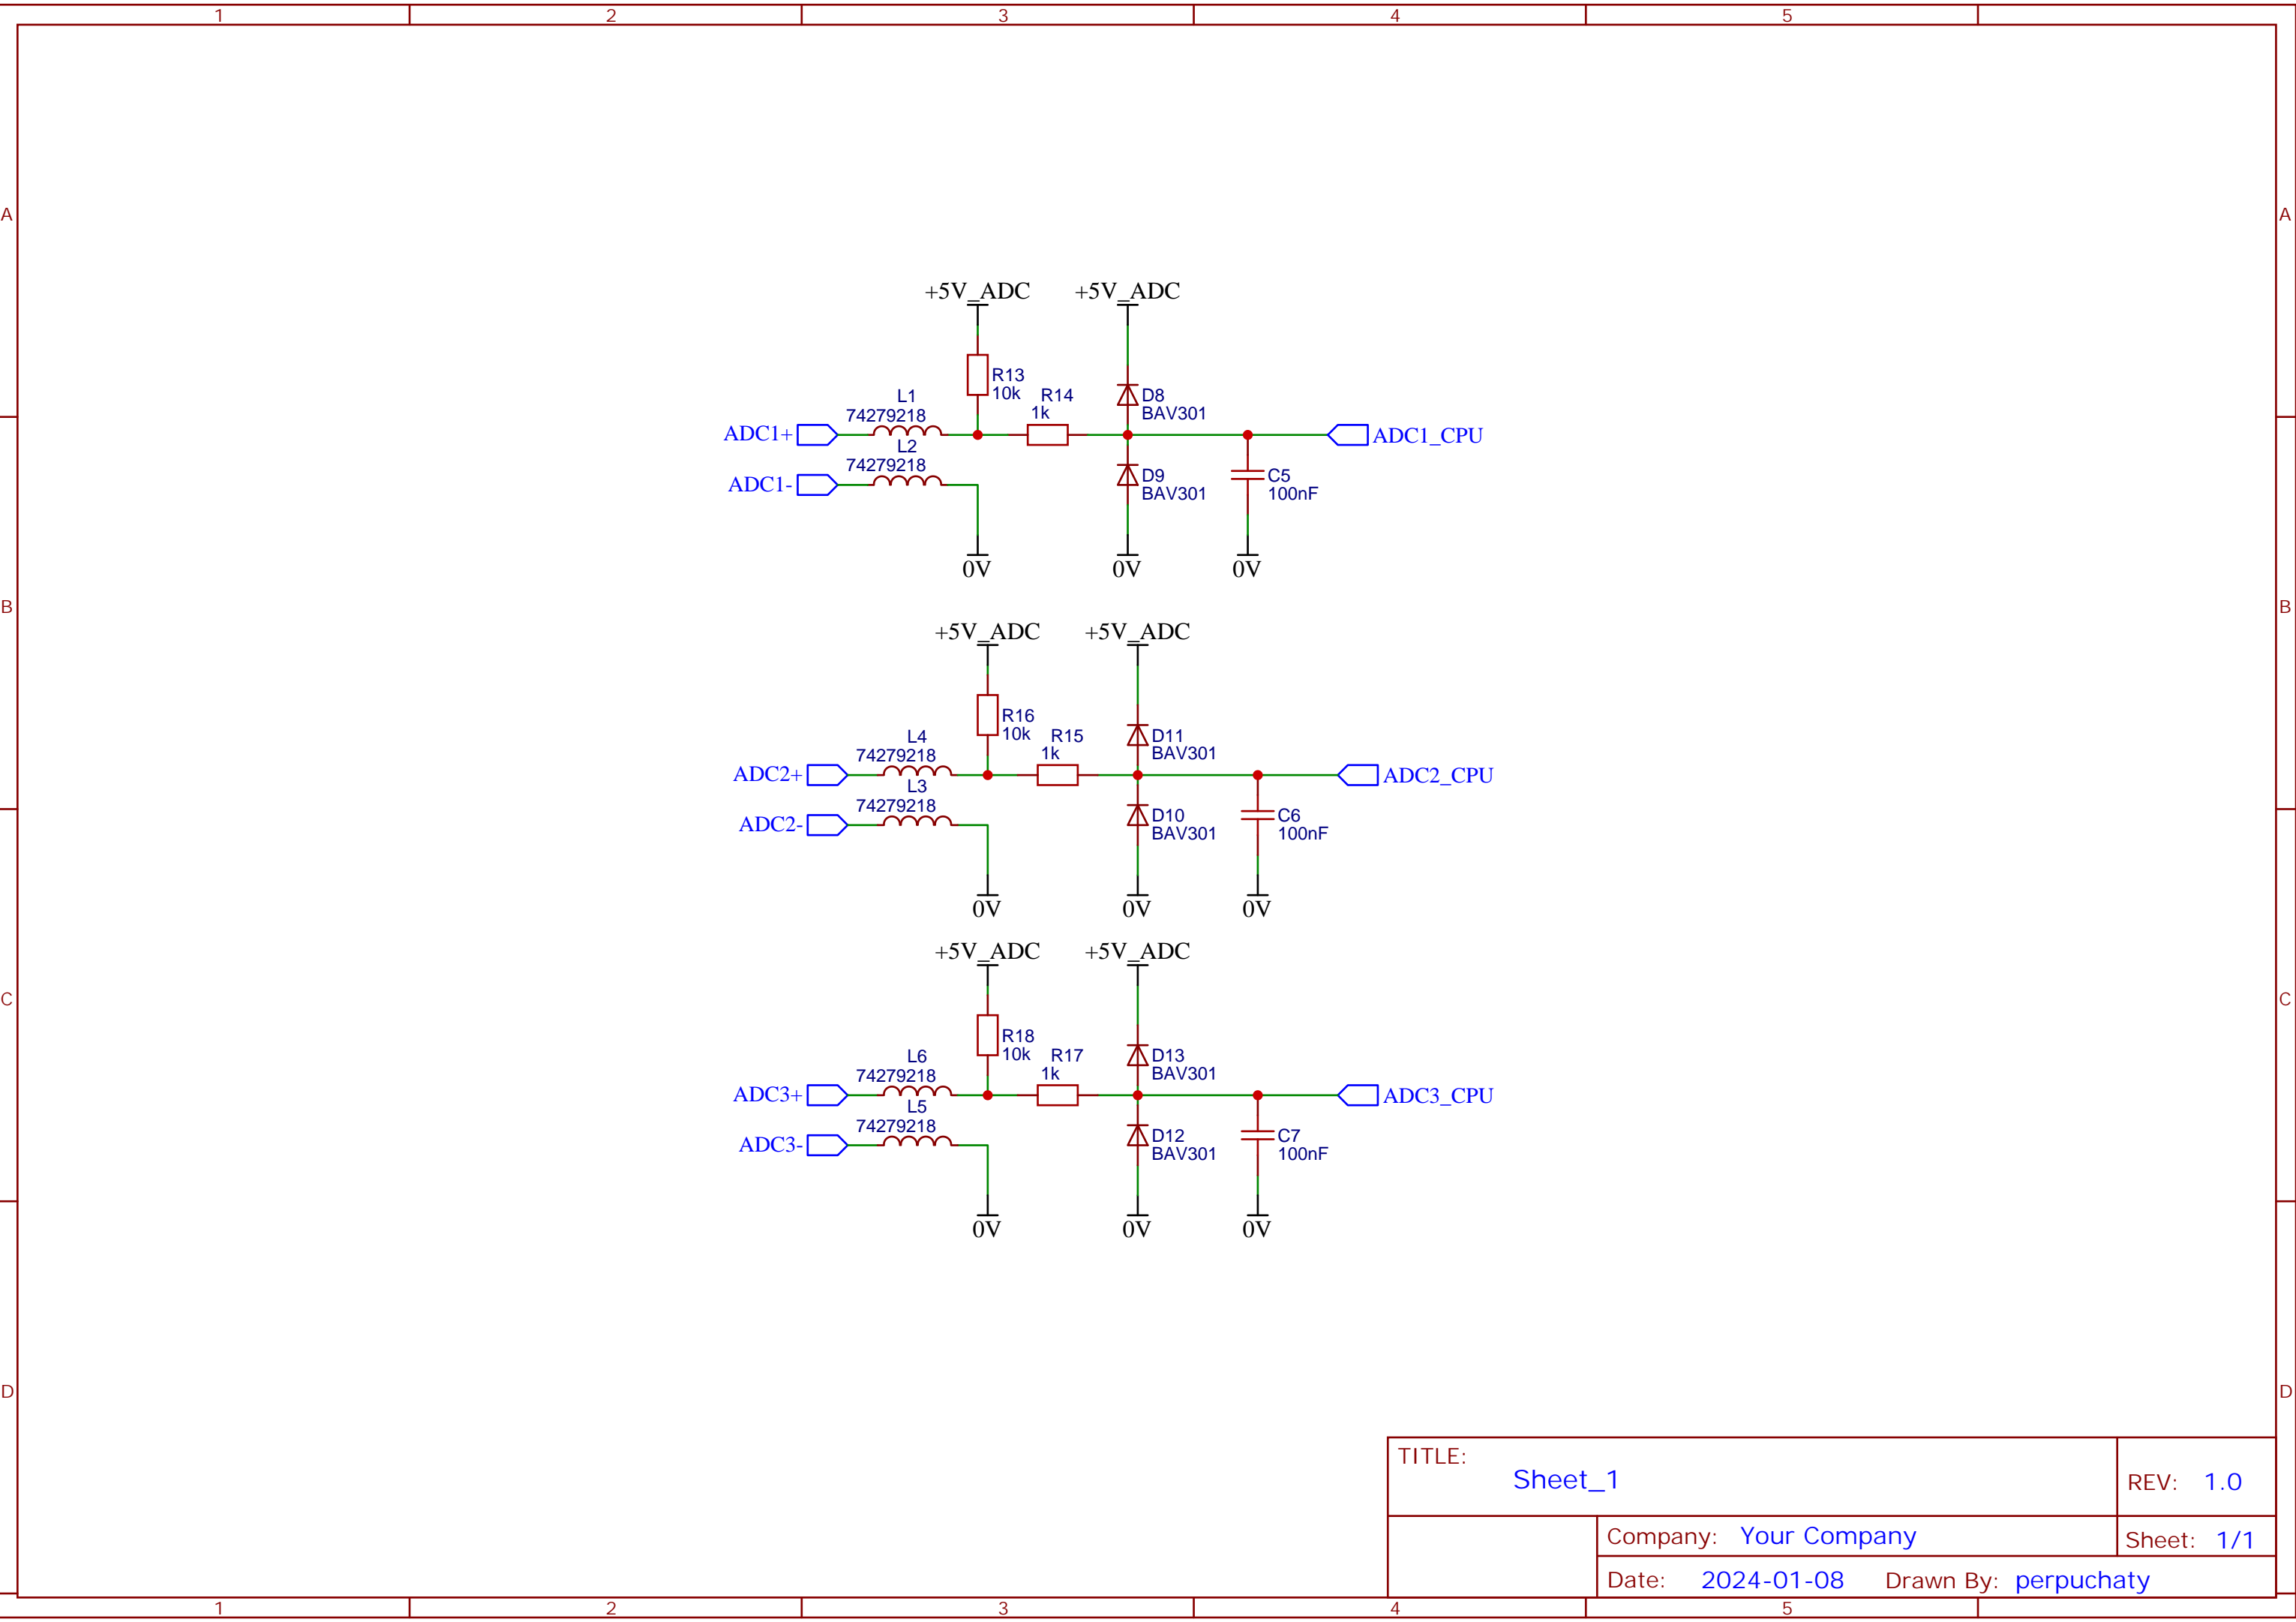 1 2 3 4 5
A A
+5V_ADC +5V_ADC
R13
10k
L1
74279218
R14
1k
D8
BAV301
ADC1+
ADC1_CPU
L2
74279218
ADC1-
D9
BAV301
C5
100nF
0V 0V 0V
B B
+5V_ADC +5V_ADC
R16
10k
L4
74279218
R15
1k
D11
BAV301
ADC2+
ADC2_CPU
L3
74279218
ADC2-
D10
BAV301
C6
100nF
0V 0V 0V
+5V_ADC +5V_ADC
C C
R18
10k
L6
74279218
R17
1k
D13
BAV301
ADC3+
ADC3_CPU
L5
74279218
ADC3-
D12
BAV301
C7
100nF
0V 0V 0V
D D
TITLE:
Sheet_1
REV: 1.0
Company: Your Company
Sheet: 1/1
Date: 2024-01-08 Drawn By: perpuchaty
1 2 3 4 5